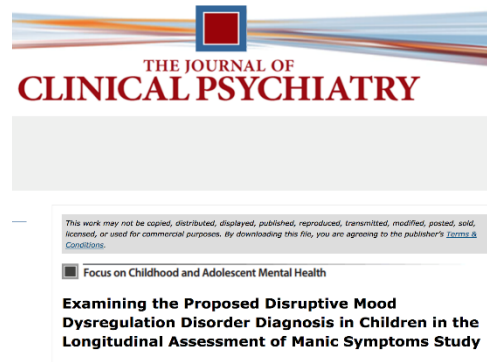 THE JOURNAL OF
CLINICAL PSYCHIATRY
This work may not be copied, distributed, displayed, published, reproduced, transmitted, modified, posted, sold,
licensed, or used for commercial purposes. By downloading this file, you are agreeing to the publisher's Terms &
Conditions.
Focus on Childhood and Adolescent Mental Health
Examining the Proposed Disruptive Mood
Dysregulation Disorder Diagnosis in Children in the
Longitudinal Assessment of Manic Symptoms Study